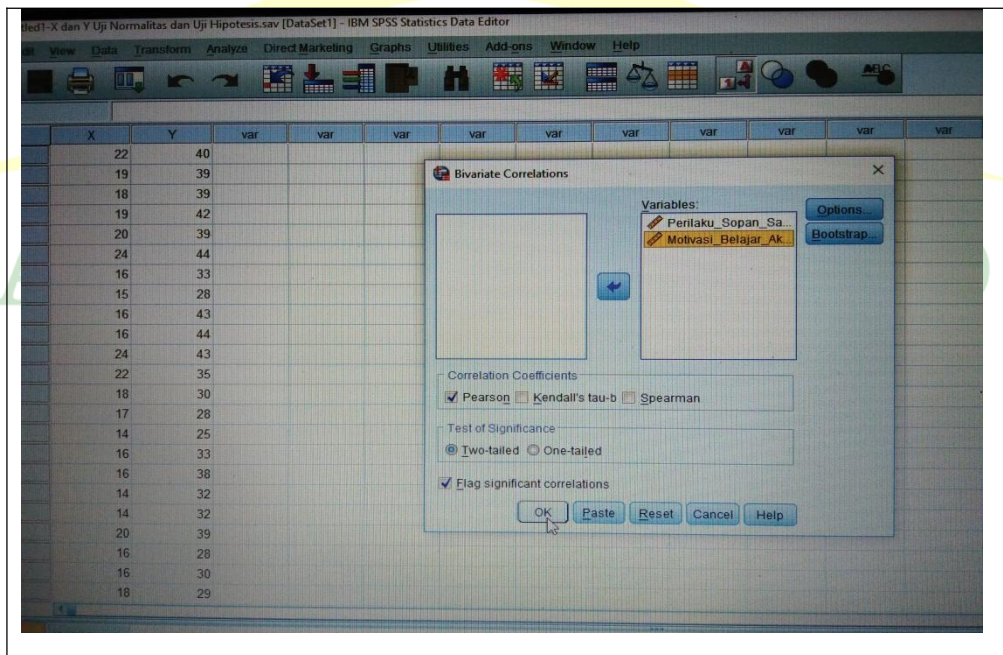 X dan Y Uji Normalitas dan Uji Hipotesis.sav [DataSet1] - IBM SPSS Statistics Data Editor
View Data Transform Analyze Direct Marketing Graphs Utilities Add-ons Window Help
X Y var var var var var var var var var var
22 40
19 39
18 39
19 42
20 39
24 44
16 33
15 28
16 43
16 44
24 43
22 35
18 30
17 28
14 25
16 33
16 38
14 32
14 32
20 39
16 28
16 30
18 29
Bivariate Correlations
Variables:
Perilaku_Sopan_Sa...
Motivasi_Belajar_Ak...
Options...
Bootstrap...
Correlation Coefficients
Pearson Kendall's tau-b Spearman
Test of Significance
Two-tailed One-tailed
Flag significant correlations
OK Paste Reset Cancel Help